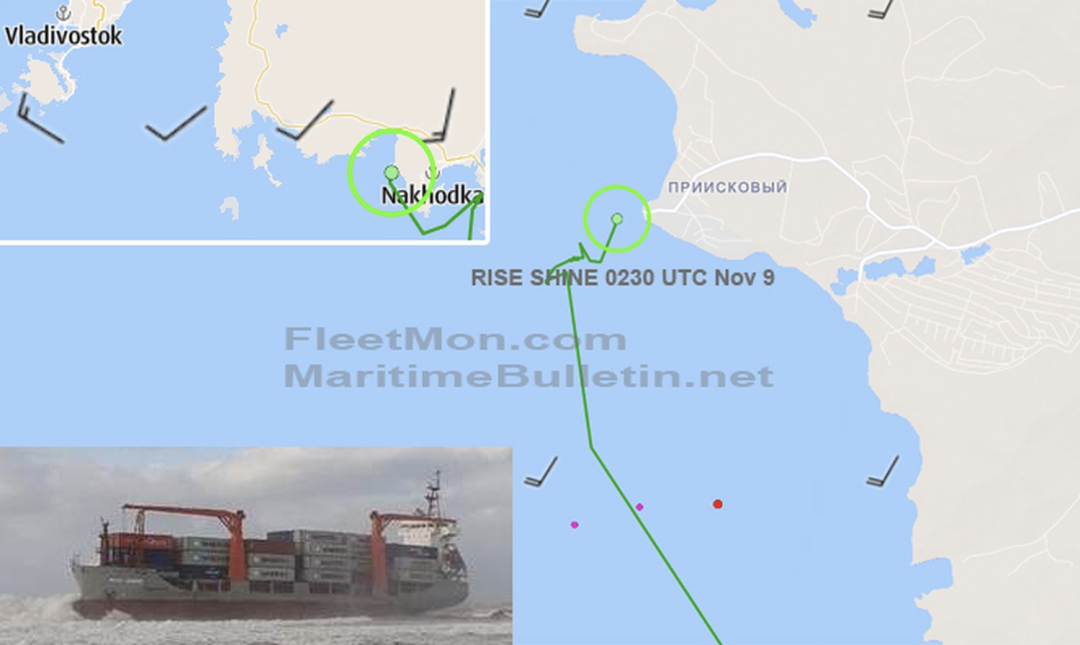 Vladivostok
Nakhodka
ПРИИСКОВЫЙ
RISE SHINE 0230 UTC Nov 9
FleetMon.com
MaritimeBulletin.net